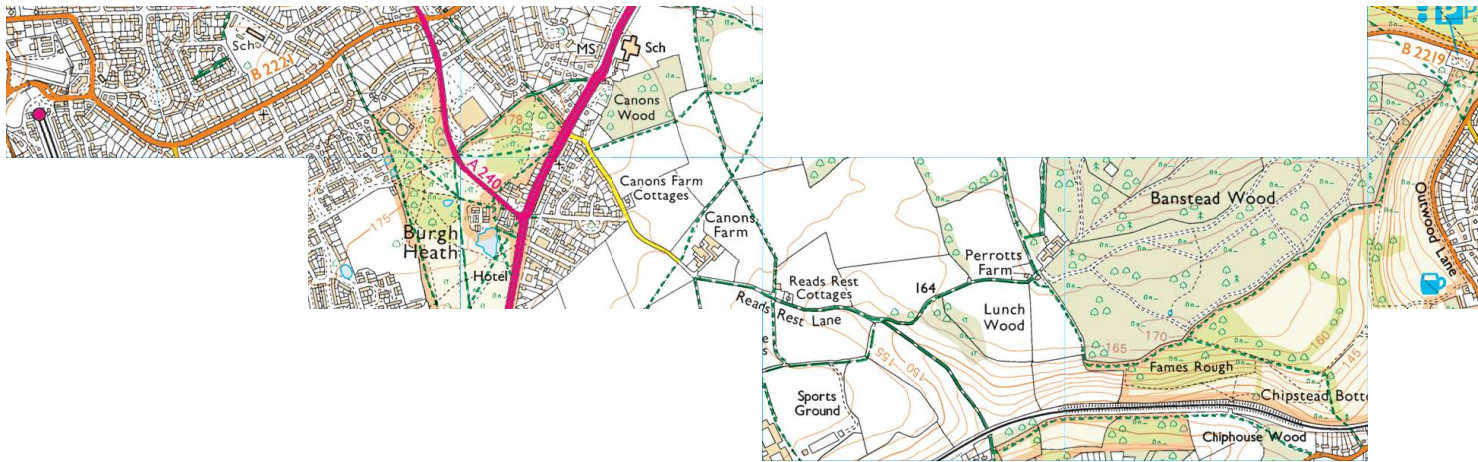 Sch
B 2221
MS
Sch
B 2219
Canons
Wood
178
A 240
Canons Farm
Cottages
Banstead Wood
Outwood Lane
175
Burgh
Heath
Canons
Farm
Hotel
Perrotts
Farm
Reads Rest
Cottages
164
Reads Rest Lane
Lunch
Wood
170
165
160
145
155
150
Fames Rough
Sports
Ground
Chipstead Bott
Chiphouse Wood